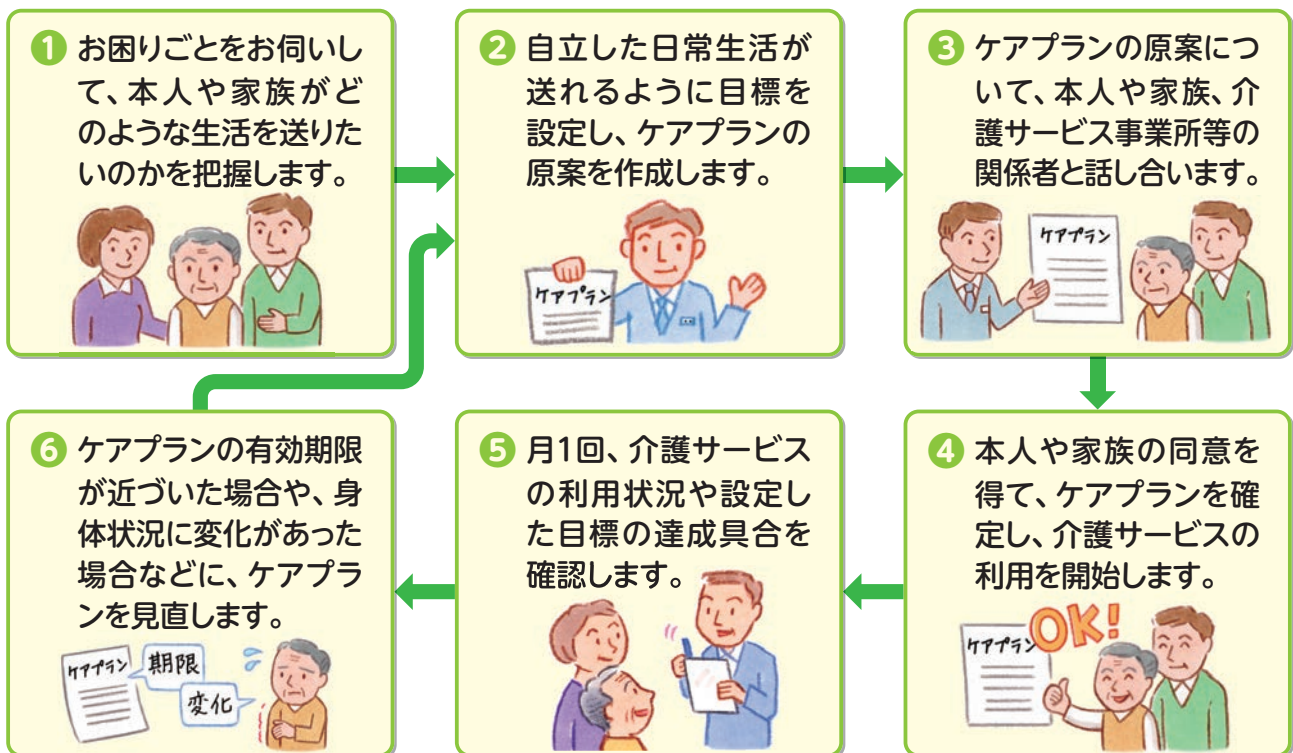 ❶ お困りごとをお伺いし
て、本人や家族がど
のような生活を送りた
いのかを把握します。
❷ 自立した日常生活が
送れるように目標を
設定し、ケアプランの
原案を作成します。
ケアプラン
❸ ケアプランの原案につ
いて、本人や家族、介
護サービス事業所等の
関係者と話し合います。
ケアプラン
❹ 本人や家族の同意を
得て、ケアプランを確
定し、介護サービスの
利用を開始します。
ケアプラン
OK!
❺ 月1回、介護サービス
の利用状況や設定し
た目標の達成具合を
確認します。
❻ ケアプランの有効期限
が近づいた場合や、身
体状況に変化があった
場合などに、ケアプラ
ンを見直します。
ケアプラン
期限
変化